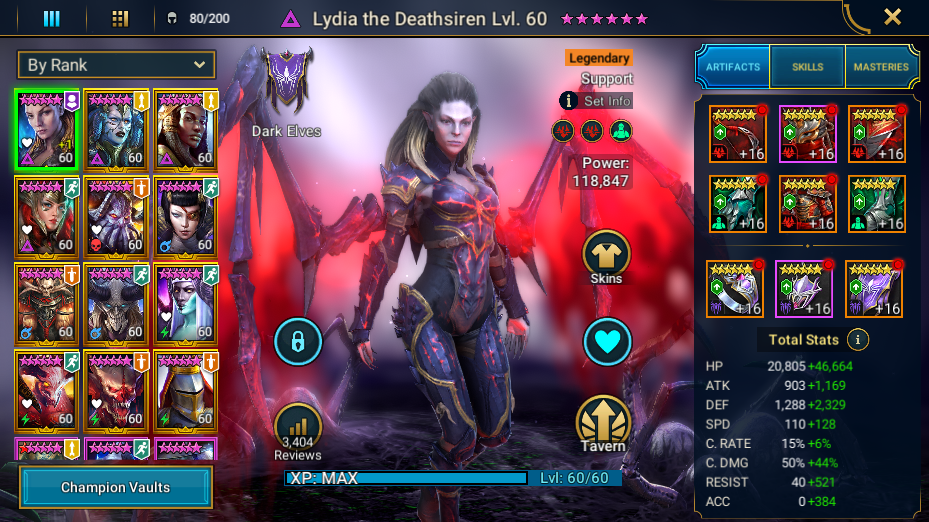 80/200
Lydia the Deathsiren Lvl. 60
By Rank
Dark Elves
Legendary
Support
Set Info
Power:
118,847
ARTIFACTS
SKILLS
MASTERIES
+1
60
60
60
60
60
60
60
60
60
60
60
60
+16
+16
+16
+16
+16
+16
+16
+16
+16
Skins
Total Stats
HP 20,805 +46,664
ATK 903 +1,169
DEF 1,288 +2,329
SPD 110 +128
C. RATE 15% +6%
C. DMG 50% +44%
RESIST 40 +521
ACC 0 +384
3,404
Reviews
Tavern
XP: MAX
Lvl: 60/60
Champion Vaults